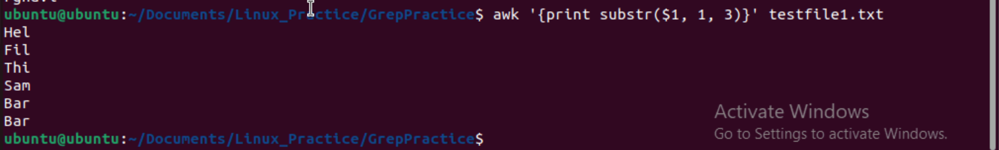 ubuntu@ubuntu:~/Documents/Linux_Practice/GrepPractice$ awk '{print substr($1, 1, 3)}' testfile1.txt
Hel
Fil
Thi
Sam
Bar
Bar
ubuntu@ubuntu:~/Documents/Linux_Practice/GrepPractice$
Activate Windows
Go to Settings to activate Windows.